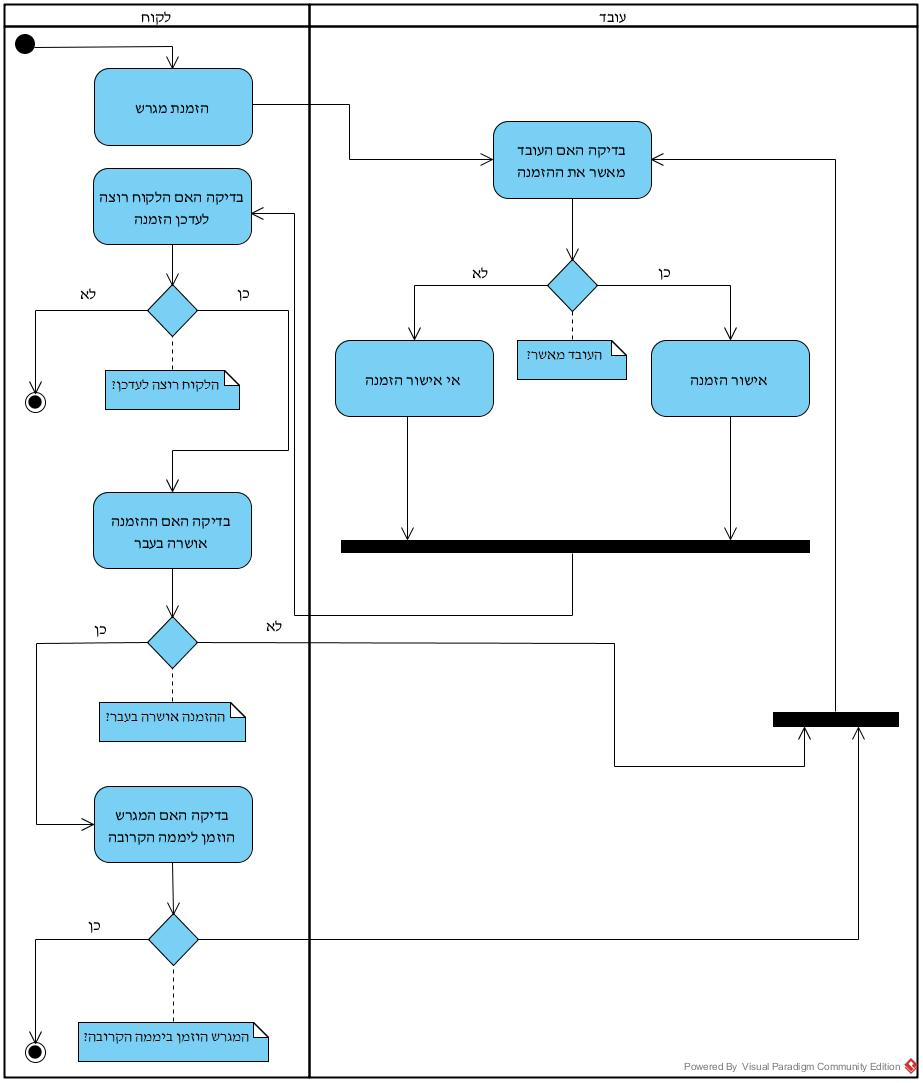 לקוח
עובד
הזמנת מגרש
בדיקה האם העובד
מאשר את ההזמנה
בדיקה האם הלקוח רוצה
לעדכן הזמנה
לא
כן
לא
כן
העובד מאשר?
הלקוח רוצה לעדכן?
אי אישור הזמנה
אישור הזמנה
בדיקה האם ההזמנה
אושרה בעבר
כן
לא
ההזמנה אושרה בעבר?
בדיקה האם המגרש
הוזמן ליממה הקרובה
כן
המגרש הוזמן ביממה הקרובה?
Powered By Visual Paradigm Community Edition